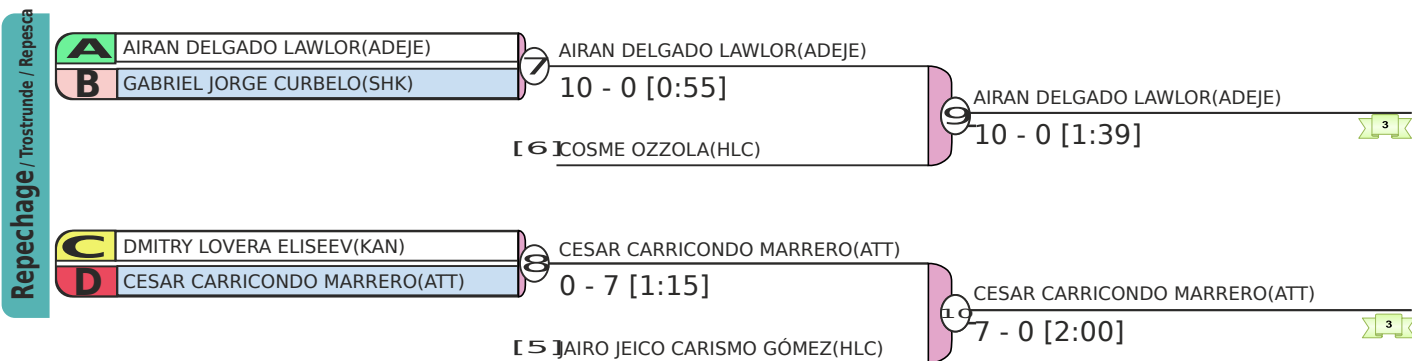 Repechage / Trostrunde / Repesca
A AIRAN DELGADO LAWLOR(ADEJE)
B GABRIEL JORGE CURBELO(SHK)
7
AIRAN DELGADO LAWLOR(ADEJE)
10 - 0 [0:55]
[6] COSME OZZOLA(HLC)
9
AIRAN DELGADO LAWLOR(ADEJE)
10 - 0 [1:39]
3
C DMITRY LOVERA ELISEEV(KAN)
D CESAR CARRICONDO MARRERO(ATT)
8
CESAR CARRICONDO MARRERO(ATT)
0 - 7 [1:15]
[5] JAIRO JEICO CARISMO GÓMEZ(HLC)
10
CESAR CARRICONDO MARRERO(ATT)
7 - 0 [2:00]
3